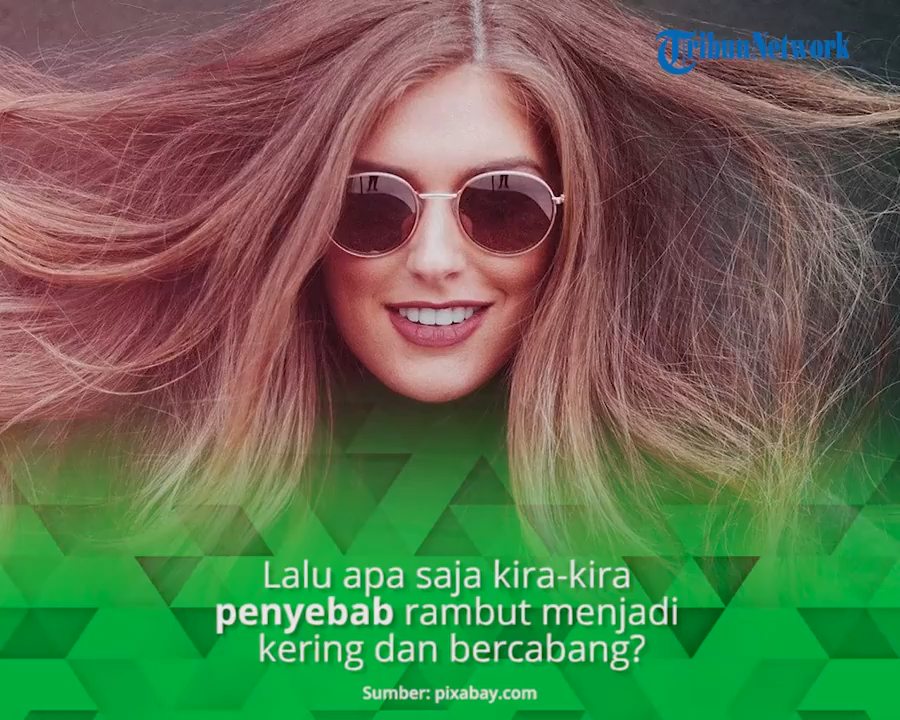 TribunNetwork
Lalu apa saja kira-kira
penyebab rambut menjadi
kering dan bercabang?
Sumber: pixabay.com